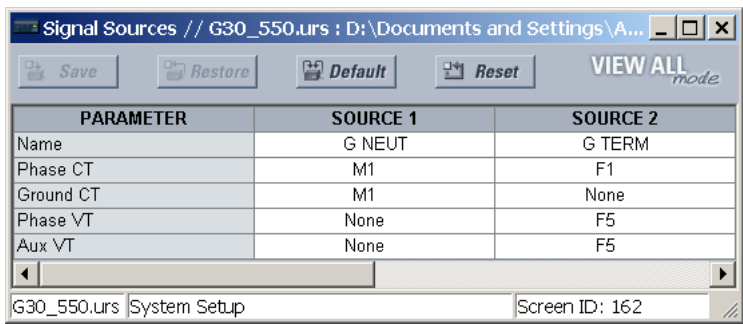 Signal Sources // G30_550.urs : D:\Documents and Settings\A...
Save Restore Default Reset VIEW ALL mode
PARAMETER SOURCE 1 SOURCE 2
Name G NEUT G TERM
Phase CT M1 F1
Ground CT M1 None
Phase VT None F5
Aux VT None F5
G30_550.urs System Setup Screen ID: 162